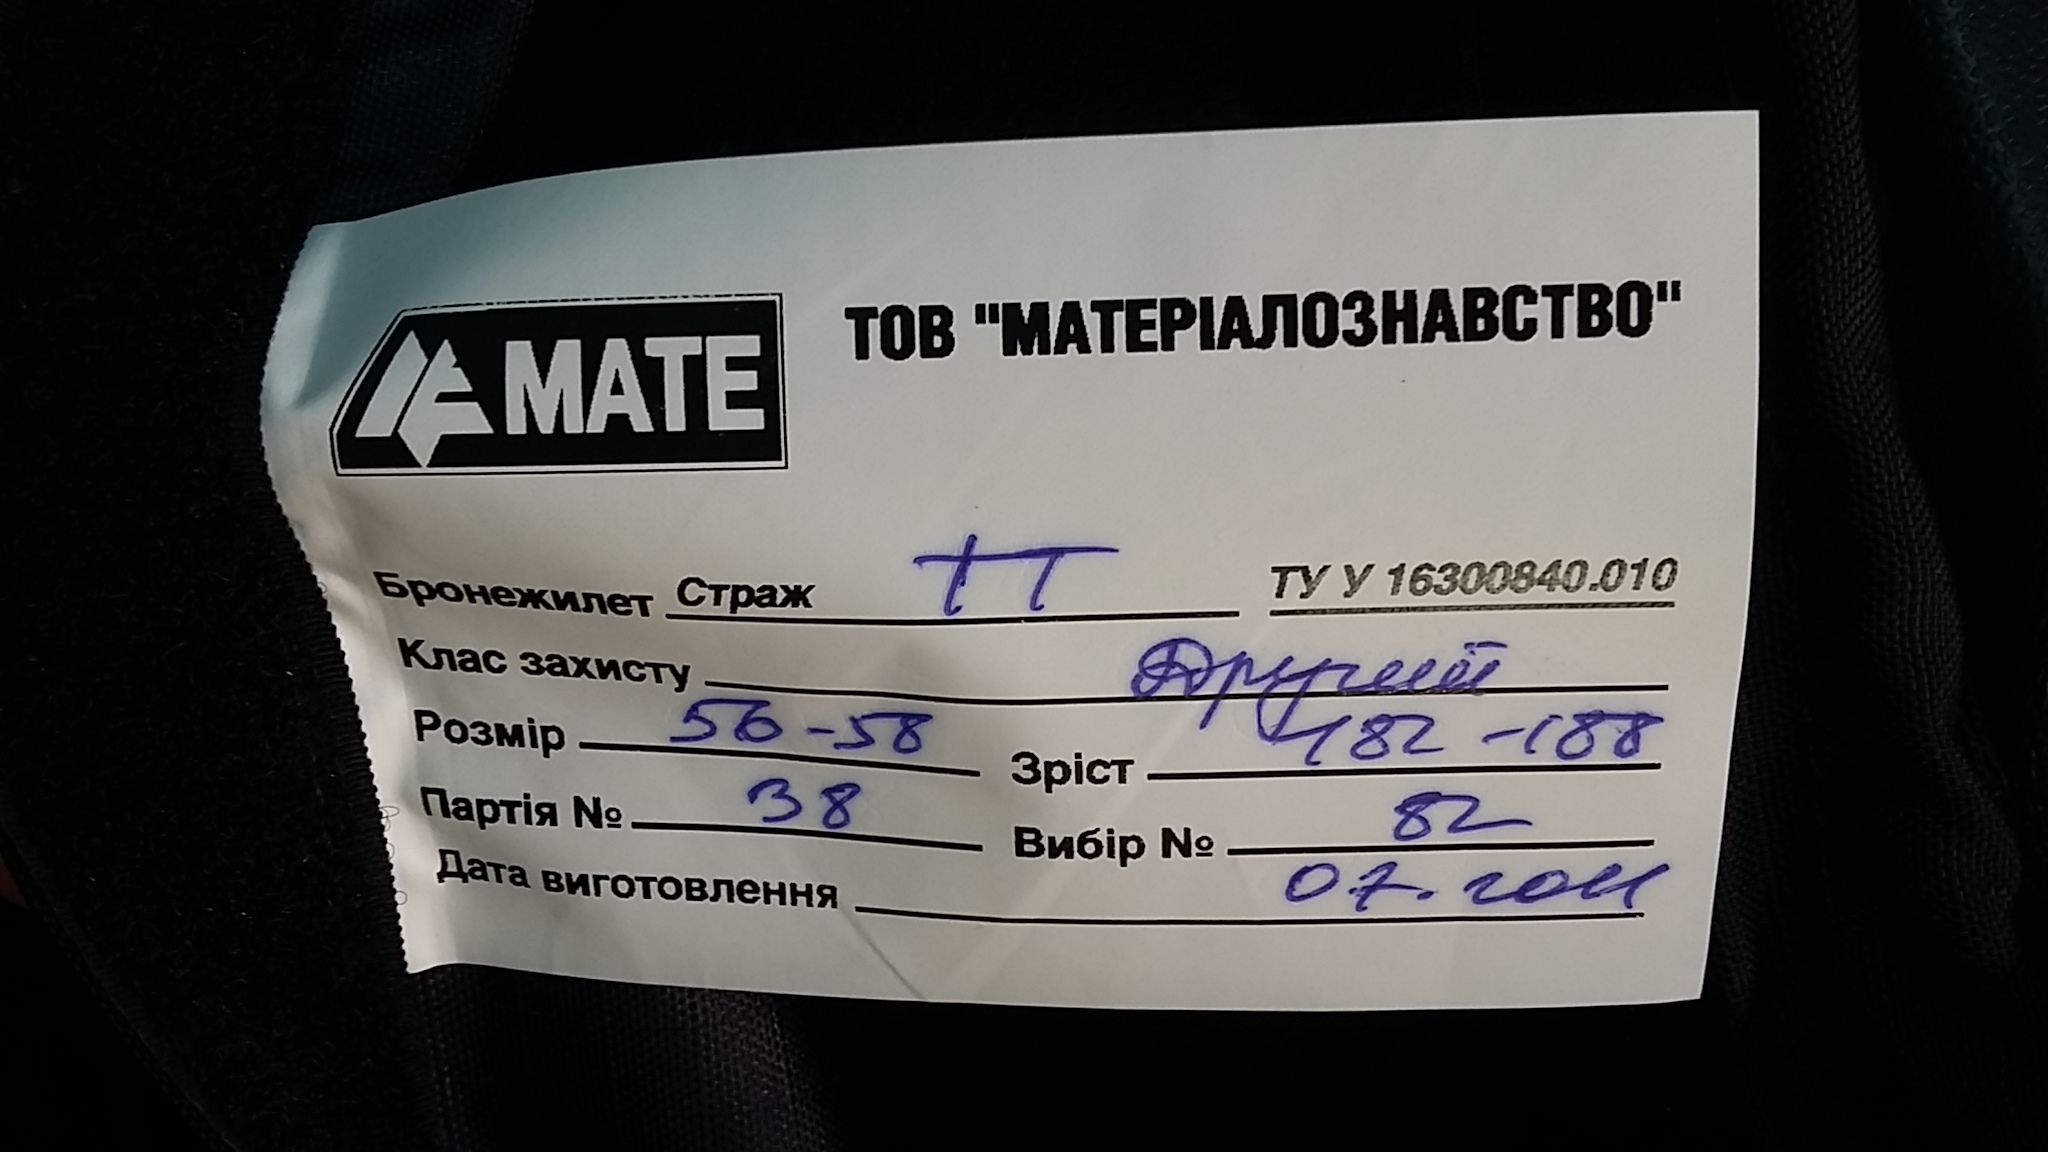 MATE
ТОВ "МАТЕРІАЛОЗНАВСТВО"
Бронежилет Страж ТТ ТУ У 16300840.010
Клас захисту Другий
Розмір 56-58 Зріст 182-188
Партія № 38 Вибір № 82
Дата виготовлення 07.2011